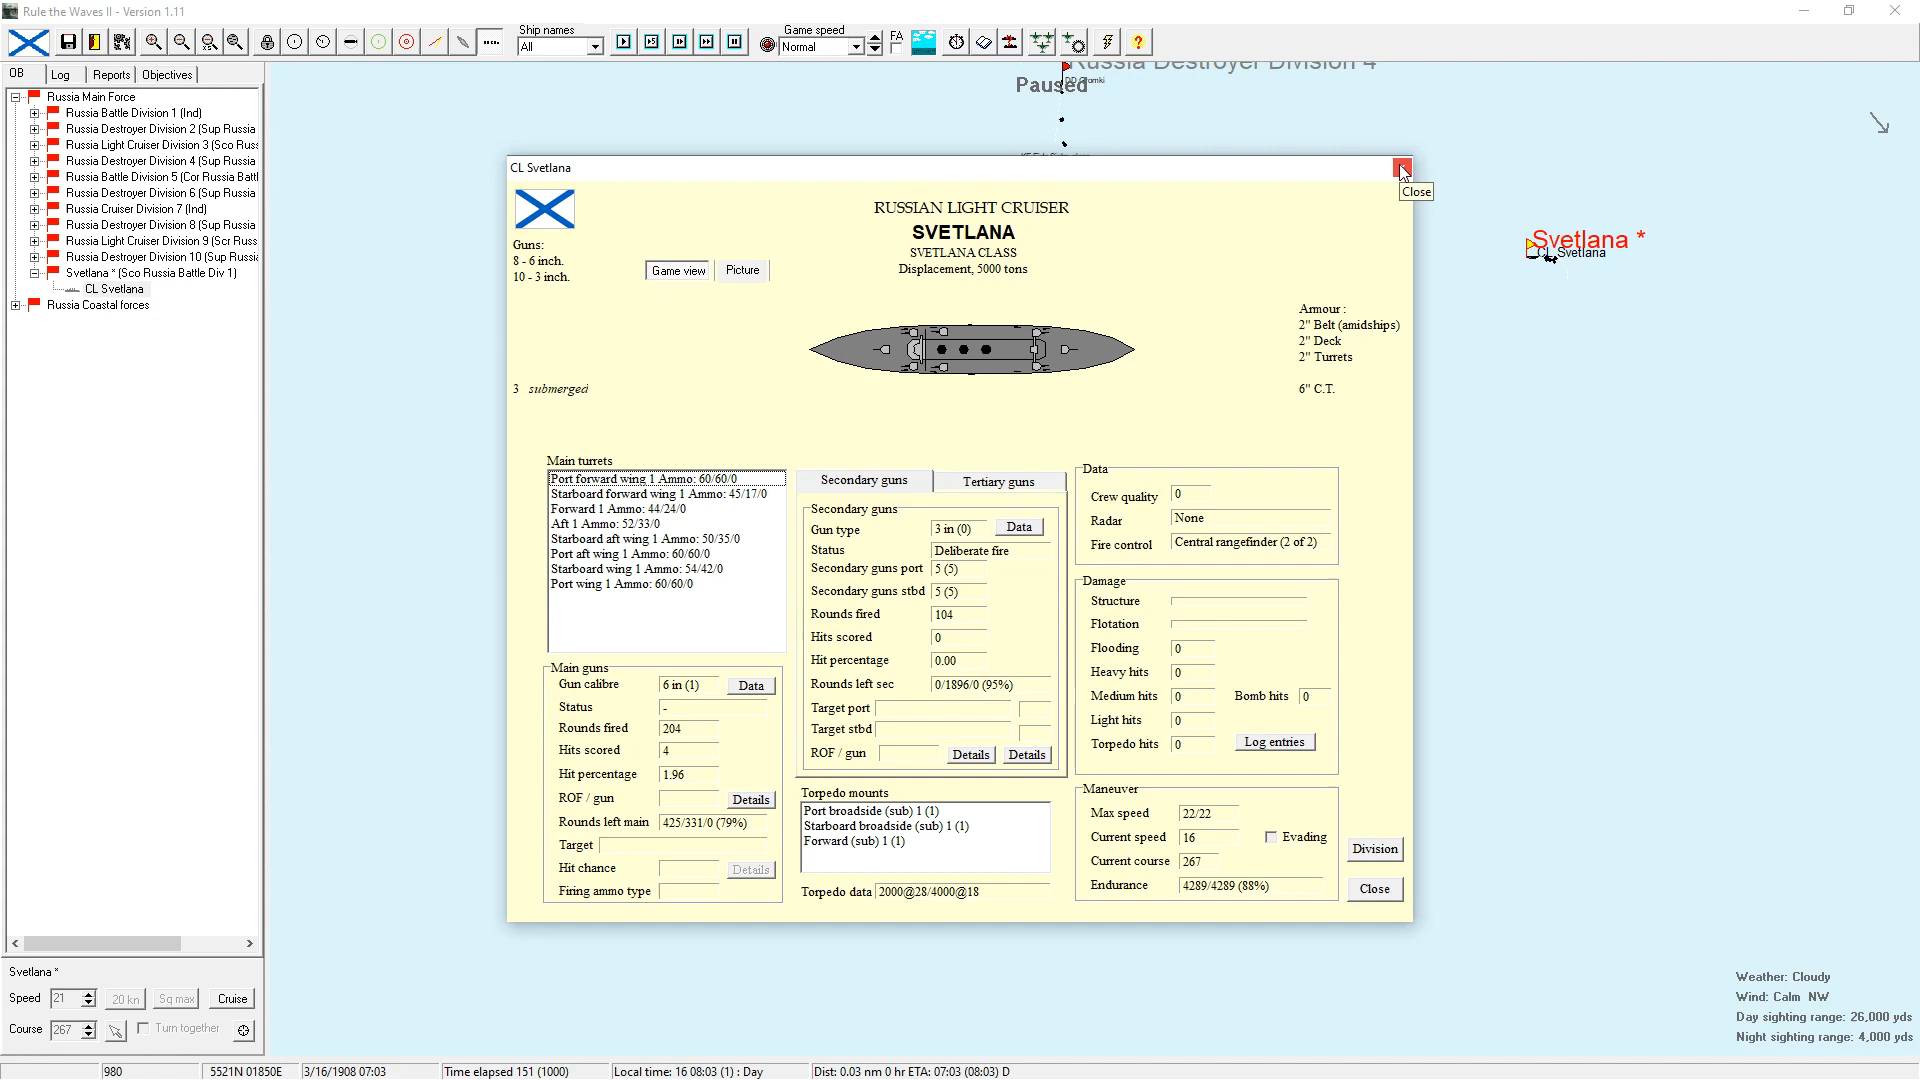 Rule the Waves II - Version 1.11
Ship names
All
Game speed
Normal
FA
OB
Log
Reports
Objectives
Russia Main Force
Russia Battle Division 1 (Ind)
Russia Destroyer Division 2 (Sup Russia
Russia Light Cruiser Division 3 (Sco Russ
Russia Destroyer Division 4 (Sup Russia
Russia Battle Division 5 (Cor Russia Battl
Russia Destroyer Division 6 (Sup Russia
Russia Cruiser Division 7 (Ind)
Russia Destroyer Division 8 (Sup Russia
Russia Light Cruiser Division 9 (Scr Russ
Russia Destroyer Division 10 (Sup Russia
Svetlana * (Sco Russia Battle Div 1)
CL Svetlana
Russia Coastal forces
Russia Destroyer Division 4
Paused
Svetlana *
CL Svetlana
CL Svetlana
Close
RUSSIAN LIGHT CRUISER
SVETLANA
SVETLANA CLASS
Displacement, 5000 tons
Guns:
8 - 6 inch.
10 - 3 inch.
Game view
Picture
Armour :
2" Belt (amidships)
2" Deck
2" Turrets
6" C.T.
3 submerged
Main turrets
Port forward wing 1 Ammo: 60/60/0
Starboard forward wing 1 Ammo: 45/17/0
Forward 1 Ammo: 44/24/0
Aft 1 Ammo: 52/33/0
Starboard aft wing 1 Ammo: 50/35/0
Port aft wing 1 Ammo: 60/60/0
Starboard wing 1 Ammo: 54/42/0
Port wing 1 Ammo: 60/60/0
Main guns
Gun calibre 6 in (1) Data
Status -
Rounds fired 204
Hits scored 4
Hit percentage 1.96
ROF / gun Details
Rounds left main 425/331/0 (79%)
Target
Hit chance Details
Firing ammo type
Secondary guns
Tertiary guns
Secondary guns
Gun type 3 in (0) Data
Status Deliberate fire
Secondary guns port 5 (5)
Secondary guns stbd 5 (5)
Rounds fired 104
Hits scored 0
Hit percentage 0.00
Rounds left sec 0/1896/0 (95%)
Target port
Target stbd
ROF / gun Details Details
Torpedo mounts
Port broadside (sub) 1 (1)
Starboard broadside (sub) 1 (1)
Forward (sub) 1 (1)
Torpedo data 2000@28/4000@18
Data
Crew quality 0
Radar None
Fire control Central rangefinder (2 of 2)
Damage
Structure
Flotation
Flooding 0
Heavy hits 0
Medium hits 0 Bomb hits 0
Light hits 0
Torpedo hits 0 Log entries
Maneuver
Max speed 22/22
Current speed 16 Evading
Current course 267
Endurance 4289/4289 (88%)
Division
Close
Svetlana *
Speed 21 20 kn Sq max Cruise
Course 267 Turn together
Weather: Cloudy
Wind: Calm NW
Day sighting range: 26,000 yds
Night sighting range: 4,000 yds
980 5521N 01850E 3/16/1908 07:03 Time elapsed 151 (1000) Local time: 16 08:03 (1) : Day Dist: 0.03 nm 0 hr ETA: 07:03 (08:03) D